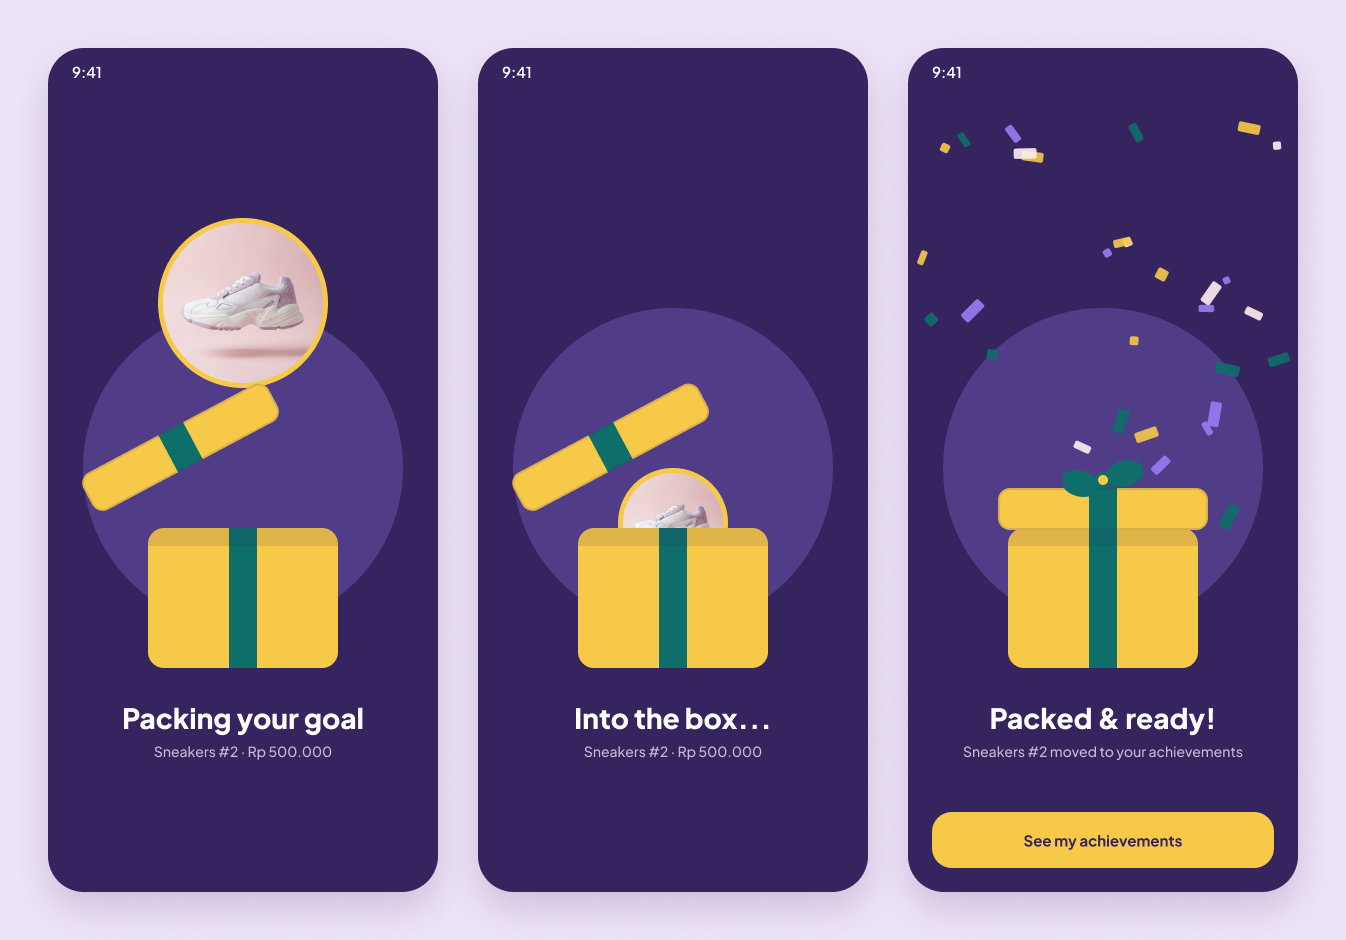 9:41
Packing your goal
Sneakers #2 · Rp 500.000
9:41
Into the box...
Sneakers #2 · Rp 500.000
9:41
Packed & ready!
Sneakers #2 moved to your achievements
See my achievements